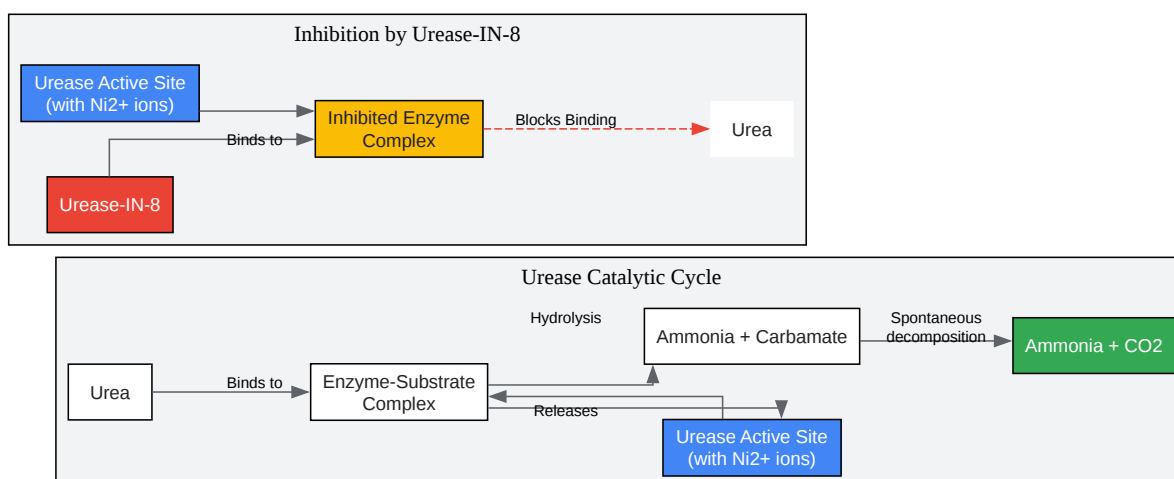 Inhibition by Urease-IN-8
Urease Active Site
(with Ni2+ ions)
Inhibited Enzyme
Complex
Blocks Binding
Urea
Binds to
Urease-IN-8
Urease Catalytic Cycle
Hydrolysis
Ammonia + Carbamate
Spontaneous
decomposition
Ammonia + CO2
Urea
Binds to
Enzyme-Substrate
Complex
Releases
Urease Active Site
(with Ni2+ ions)